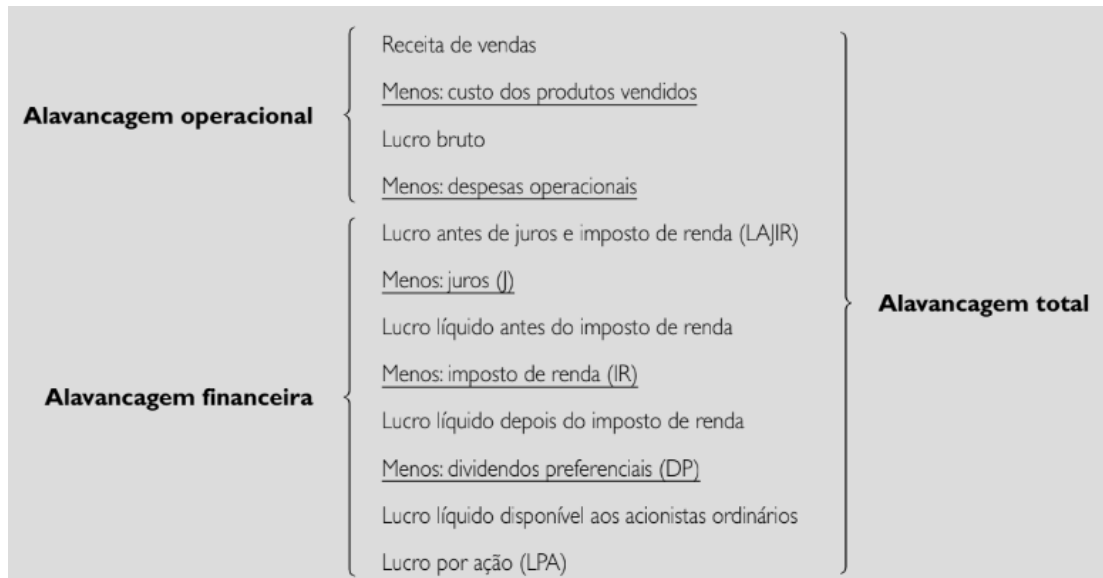 Alavancagem operacional
Receita de vendas
Menos: custo dos produtos vendidos
Lucro bruto
Menos: despesas operacionais
Alavancagem financeira
Lucro antes de juros e imposto de renda (LAJIR)
Menos: juros (J)
Lucro líquido antes do imposto de renda
Menos: imposto de renda (IR)
Lucro líquido depois do imposto de renda
Menos: dividendos preferenciais (DP)
Lucro líquido disponível aos acionistas ordinários
Lucro por ação (LPA)
Alavancagem total